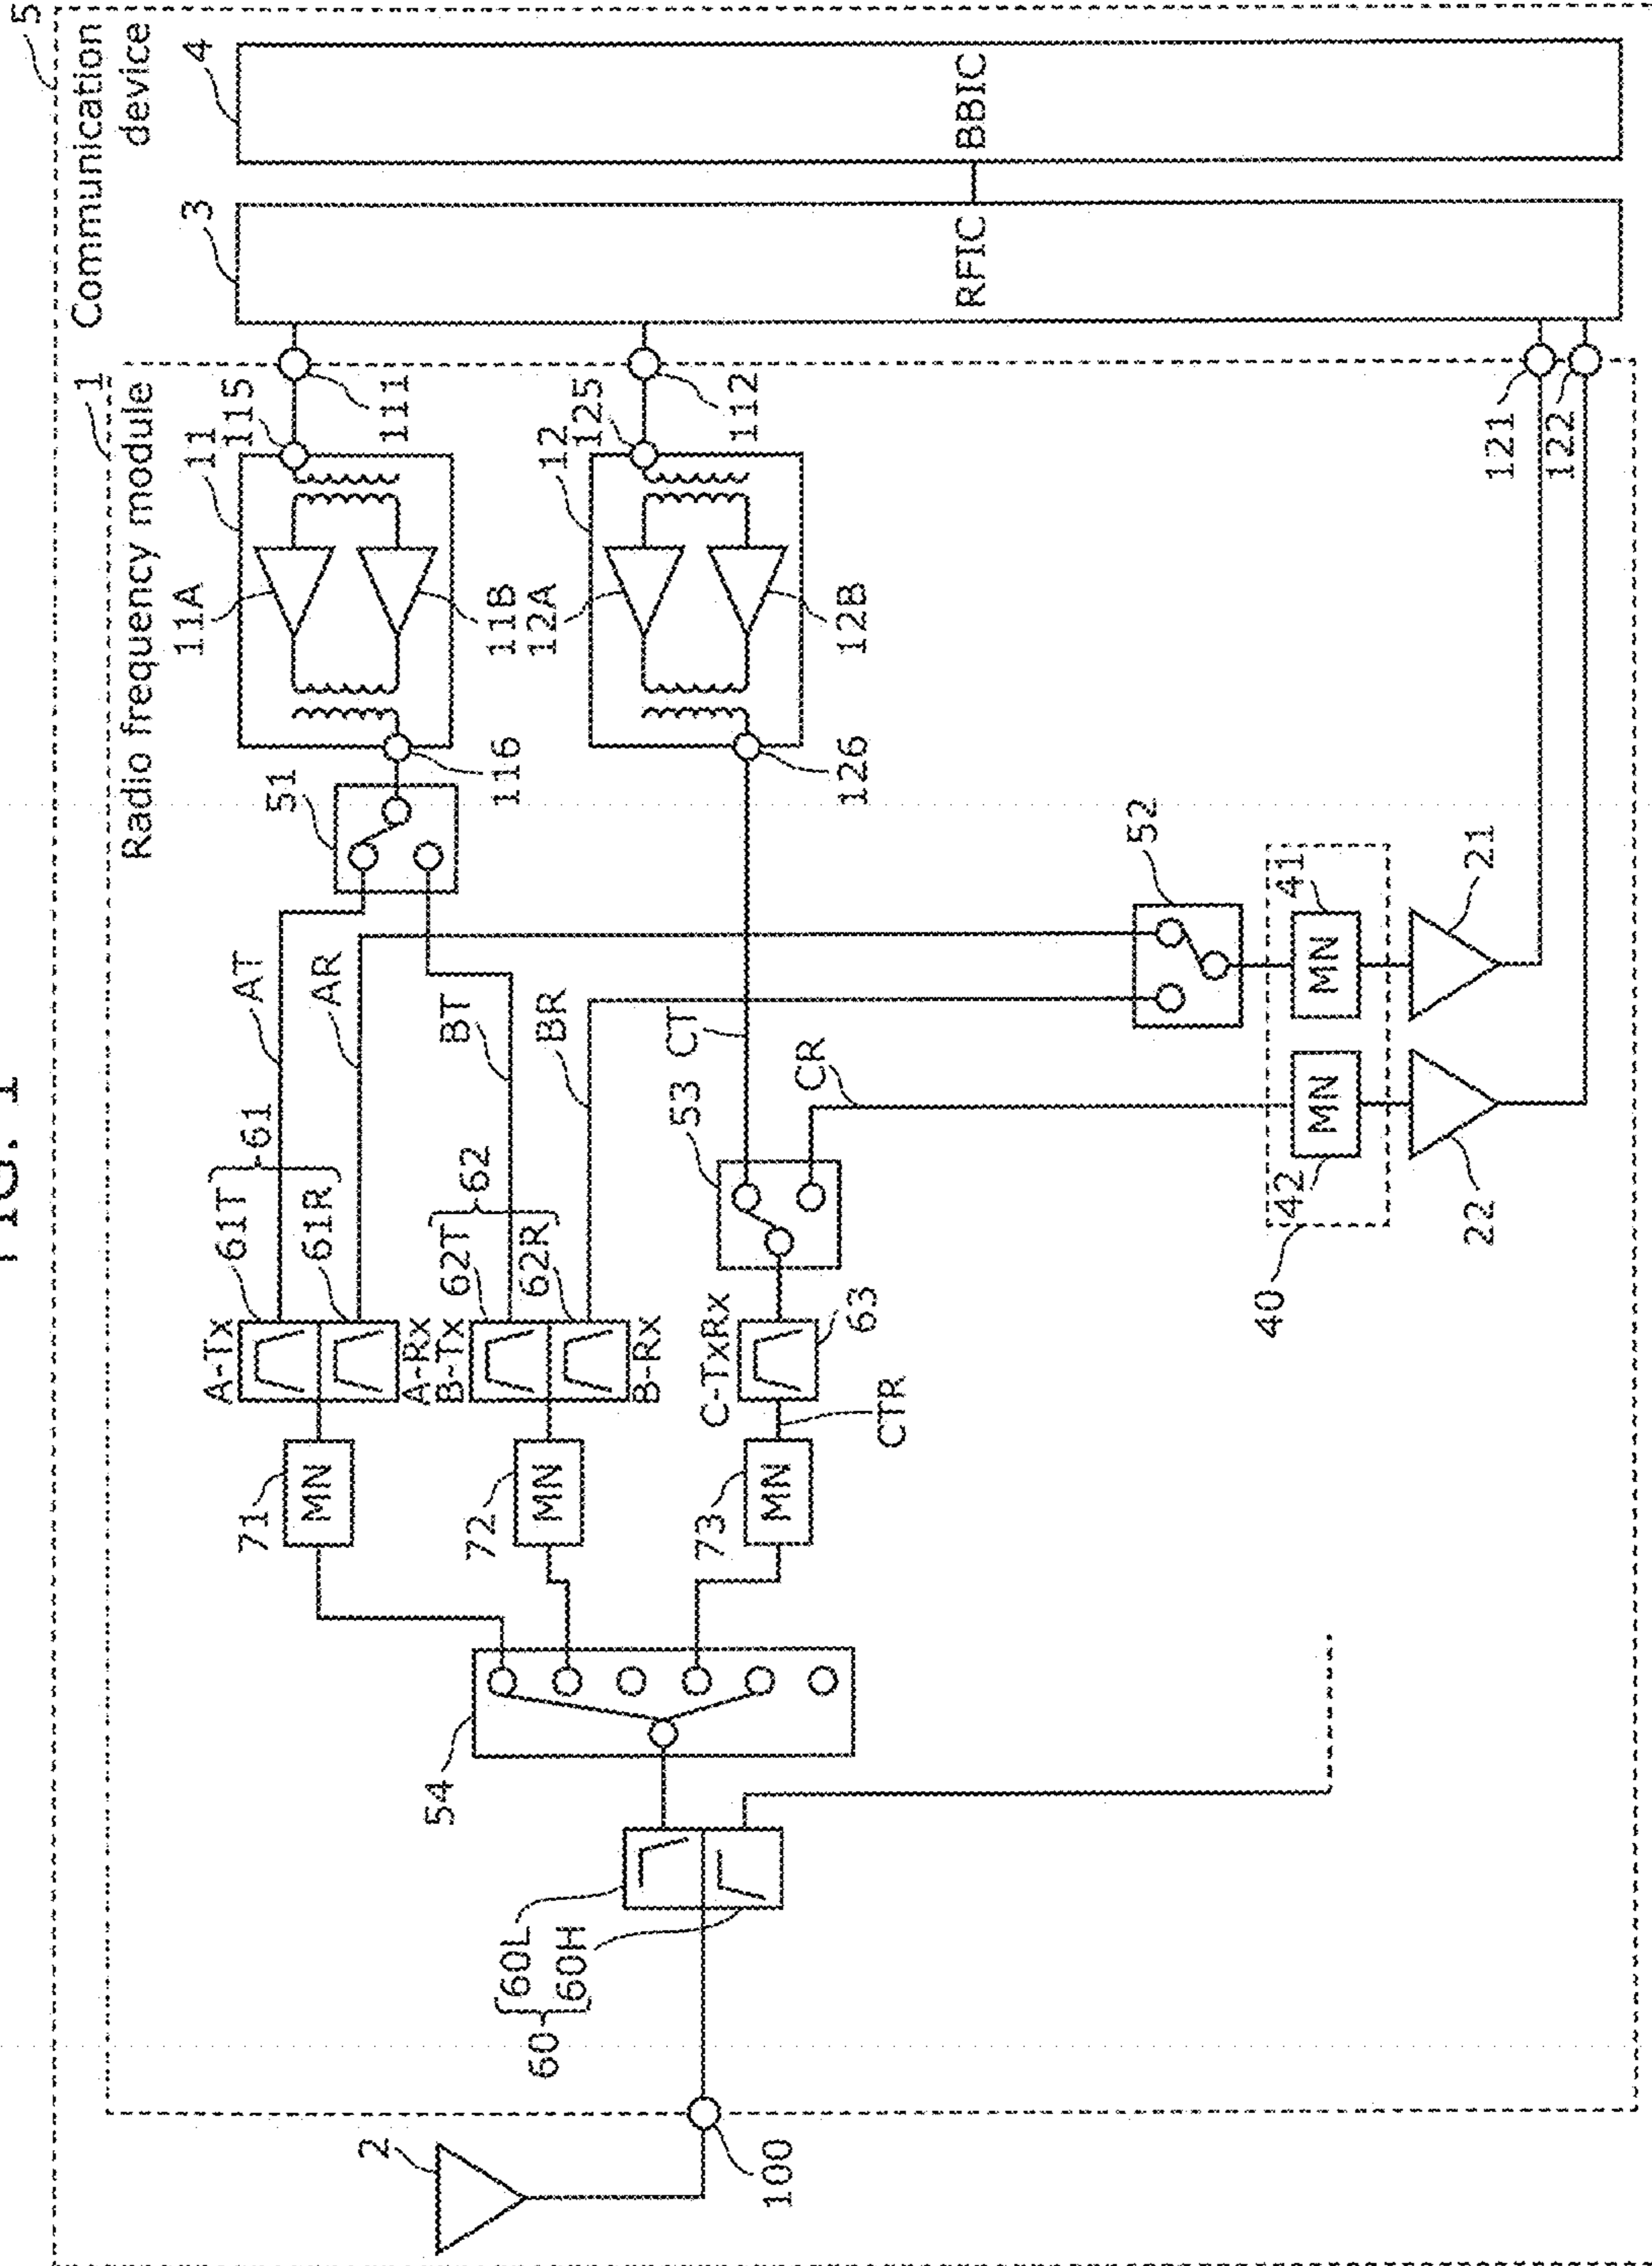 FIG. 1
5
Communication device
1
Radio frequency module
3
4
RFIC
BBIC
2
100
60
60L
60H
54
71
MN
72
MN
73
MN
CTR
A-Tx
61T
61R
61
A-Rx
B-Tx
62T
62R
62
B-Rx
C-TxRx
63
53
AT
AR
BT
BR
CT
CR
51
116
11A
11B
11
115
111
126
12A
12B
12
125
112
52
40
41
MN
42
MN
21
22
121
122